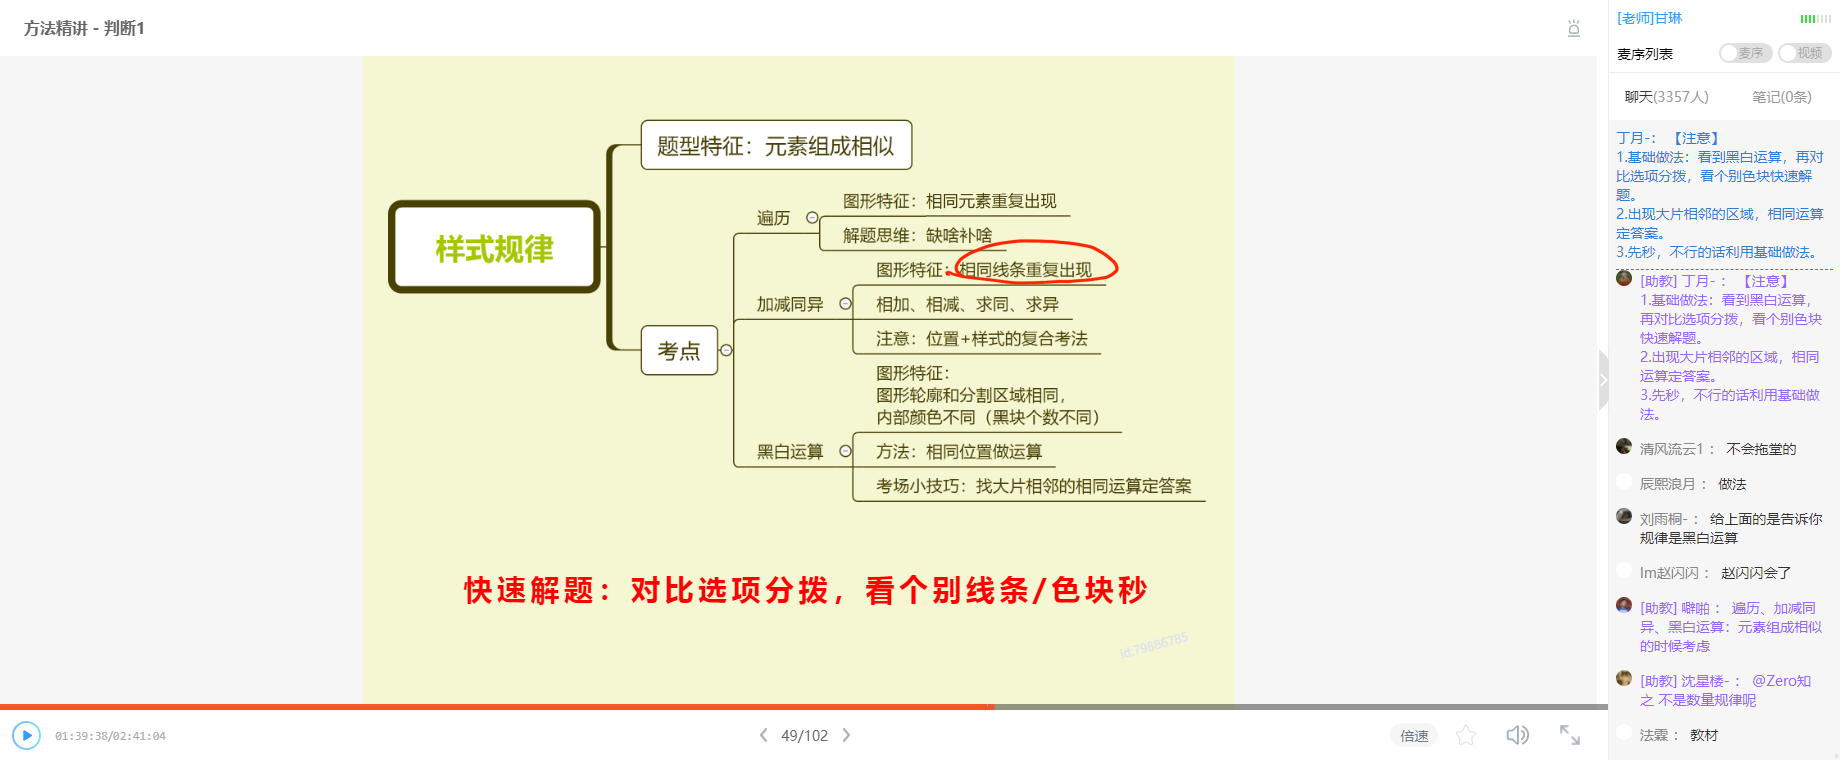 方法精讲 - 判断1
题型特征：元素组成相似
样式规律
考点
遍历
图形特征：相同元素重复出现
解题思维：缺啥补啥
加减同异
图形特征：相同线条重复出现
相加、相减、求同、求异
注意：位置+样式的复合考法
黑白运算
图形特征：
图形轮廓和分割区域相同，
内部颜色不同（黑块个数不同）
方法：相同位置做运算
考场小技巧：找大片相邻的相同运算定答案
快速解题：对比选项分拨，看个别线条/色块秒
id:79886785
01:39:38/02:41:04
49/102
倍速
[老师]甘琳
麦序列表
麦序
视频
聊天(3357人)
笔记(0条)
丁月-： 【注意】
1.基础做法：看到黑白运算，再对
比选项分拨，看个别色块快速解
题。
2.出现大片相邻的区域，相同运算
定答案。
3.先秒，不行的话利用基础做法。
[助教] 丁月-： 【注意】
1.基础做法：看到黑白运算，
再对比选项分拨，看个别色块
快速解题。
2.出现大片相邻的区域，相同
运算定答案。
3.先秒，不行的话利用基础做
法。
清风流云1： 不会拖堂的
辰熙浪月： 做法
刘雨桐-： 给上面的是告诉你
规律是黑白运算
Im赵闪闪： 赵闪闪会了
[助教] 噼啪： 遍历、加减同
异、黑白运算：元素组成相似
的时候考虑
[助教] 沈星楼-： @Zero知
之 不是数量规律呢
法霖： 教材